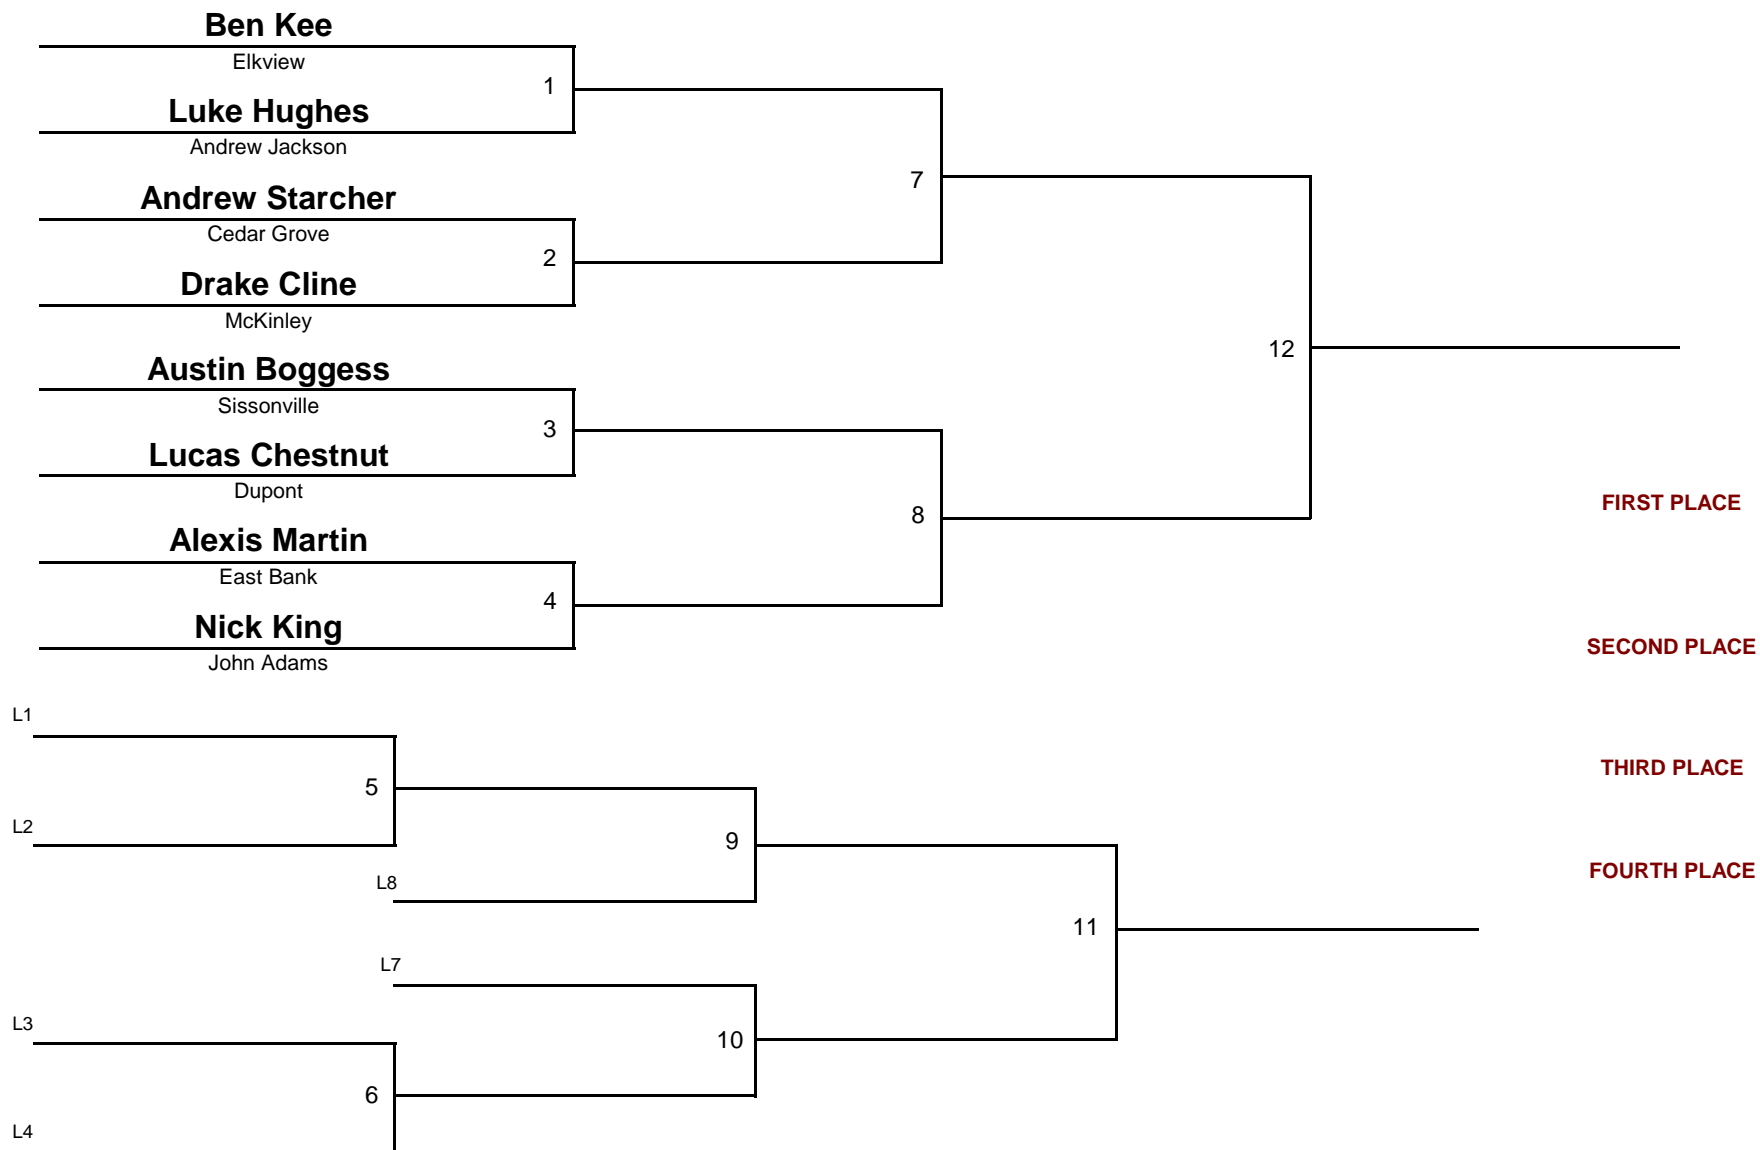 Ben Kee
Elkview
1
Luke Hughes
Andrew Jackson
7
Andrew Starcher
Cedar Grove
2
Drake Cline
McKinley
12
Austin Boggess
Sissonville
3
Lucas Chestnut
Dupont
8
FIRST PLACE
Alexis Martin
East Bank
4
Nick King
John Adams
SECOND PLACE
L1
5
THIRD PLACE
L2
9
L8
FOURTH PLACE
11
L7
L3
10
6
L4